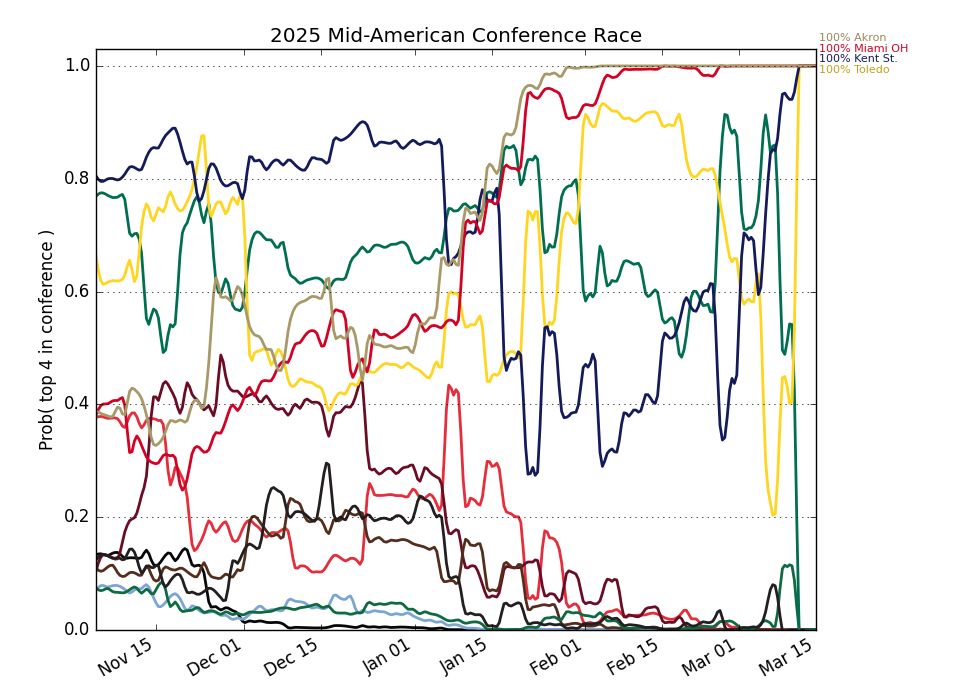 2025 Mid-American Conference Race
100% Akron
100% Miami OH
100% Kent St.
100% Toledo
Prob( top 4 in conference )
1.0
0.8
0.6
0.4
0.2
0.0
Nov 15 Dec 01 Dec 15 Jan 01 Jan 15 Feb 01 Feb 15 Mar 01 Mar 15